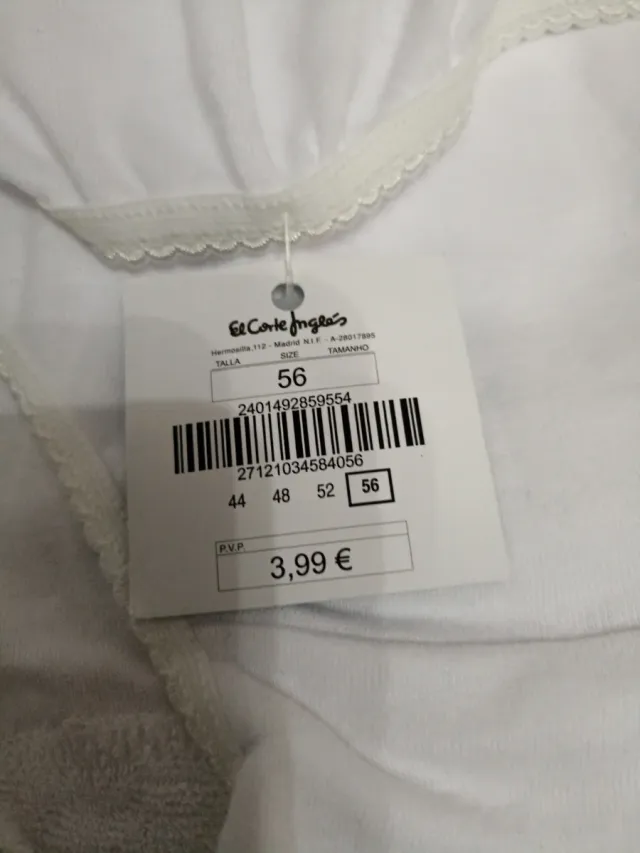 El Corte Inglés
Hermosilla, 112 - Madrid N.I.F. - A-28017895
TALLA SIZE TAMANHO
56
2401492859554
27121034584056
44 48 52 56
P.V.P.
3,99 €